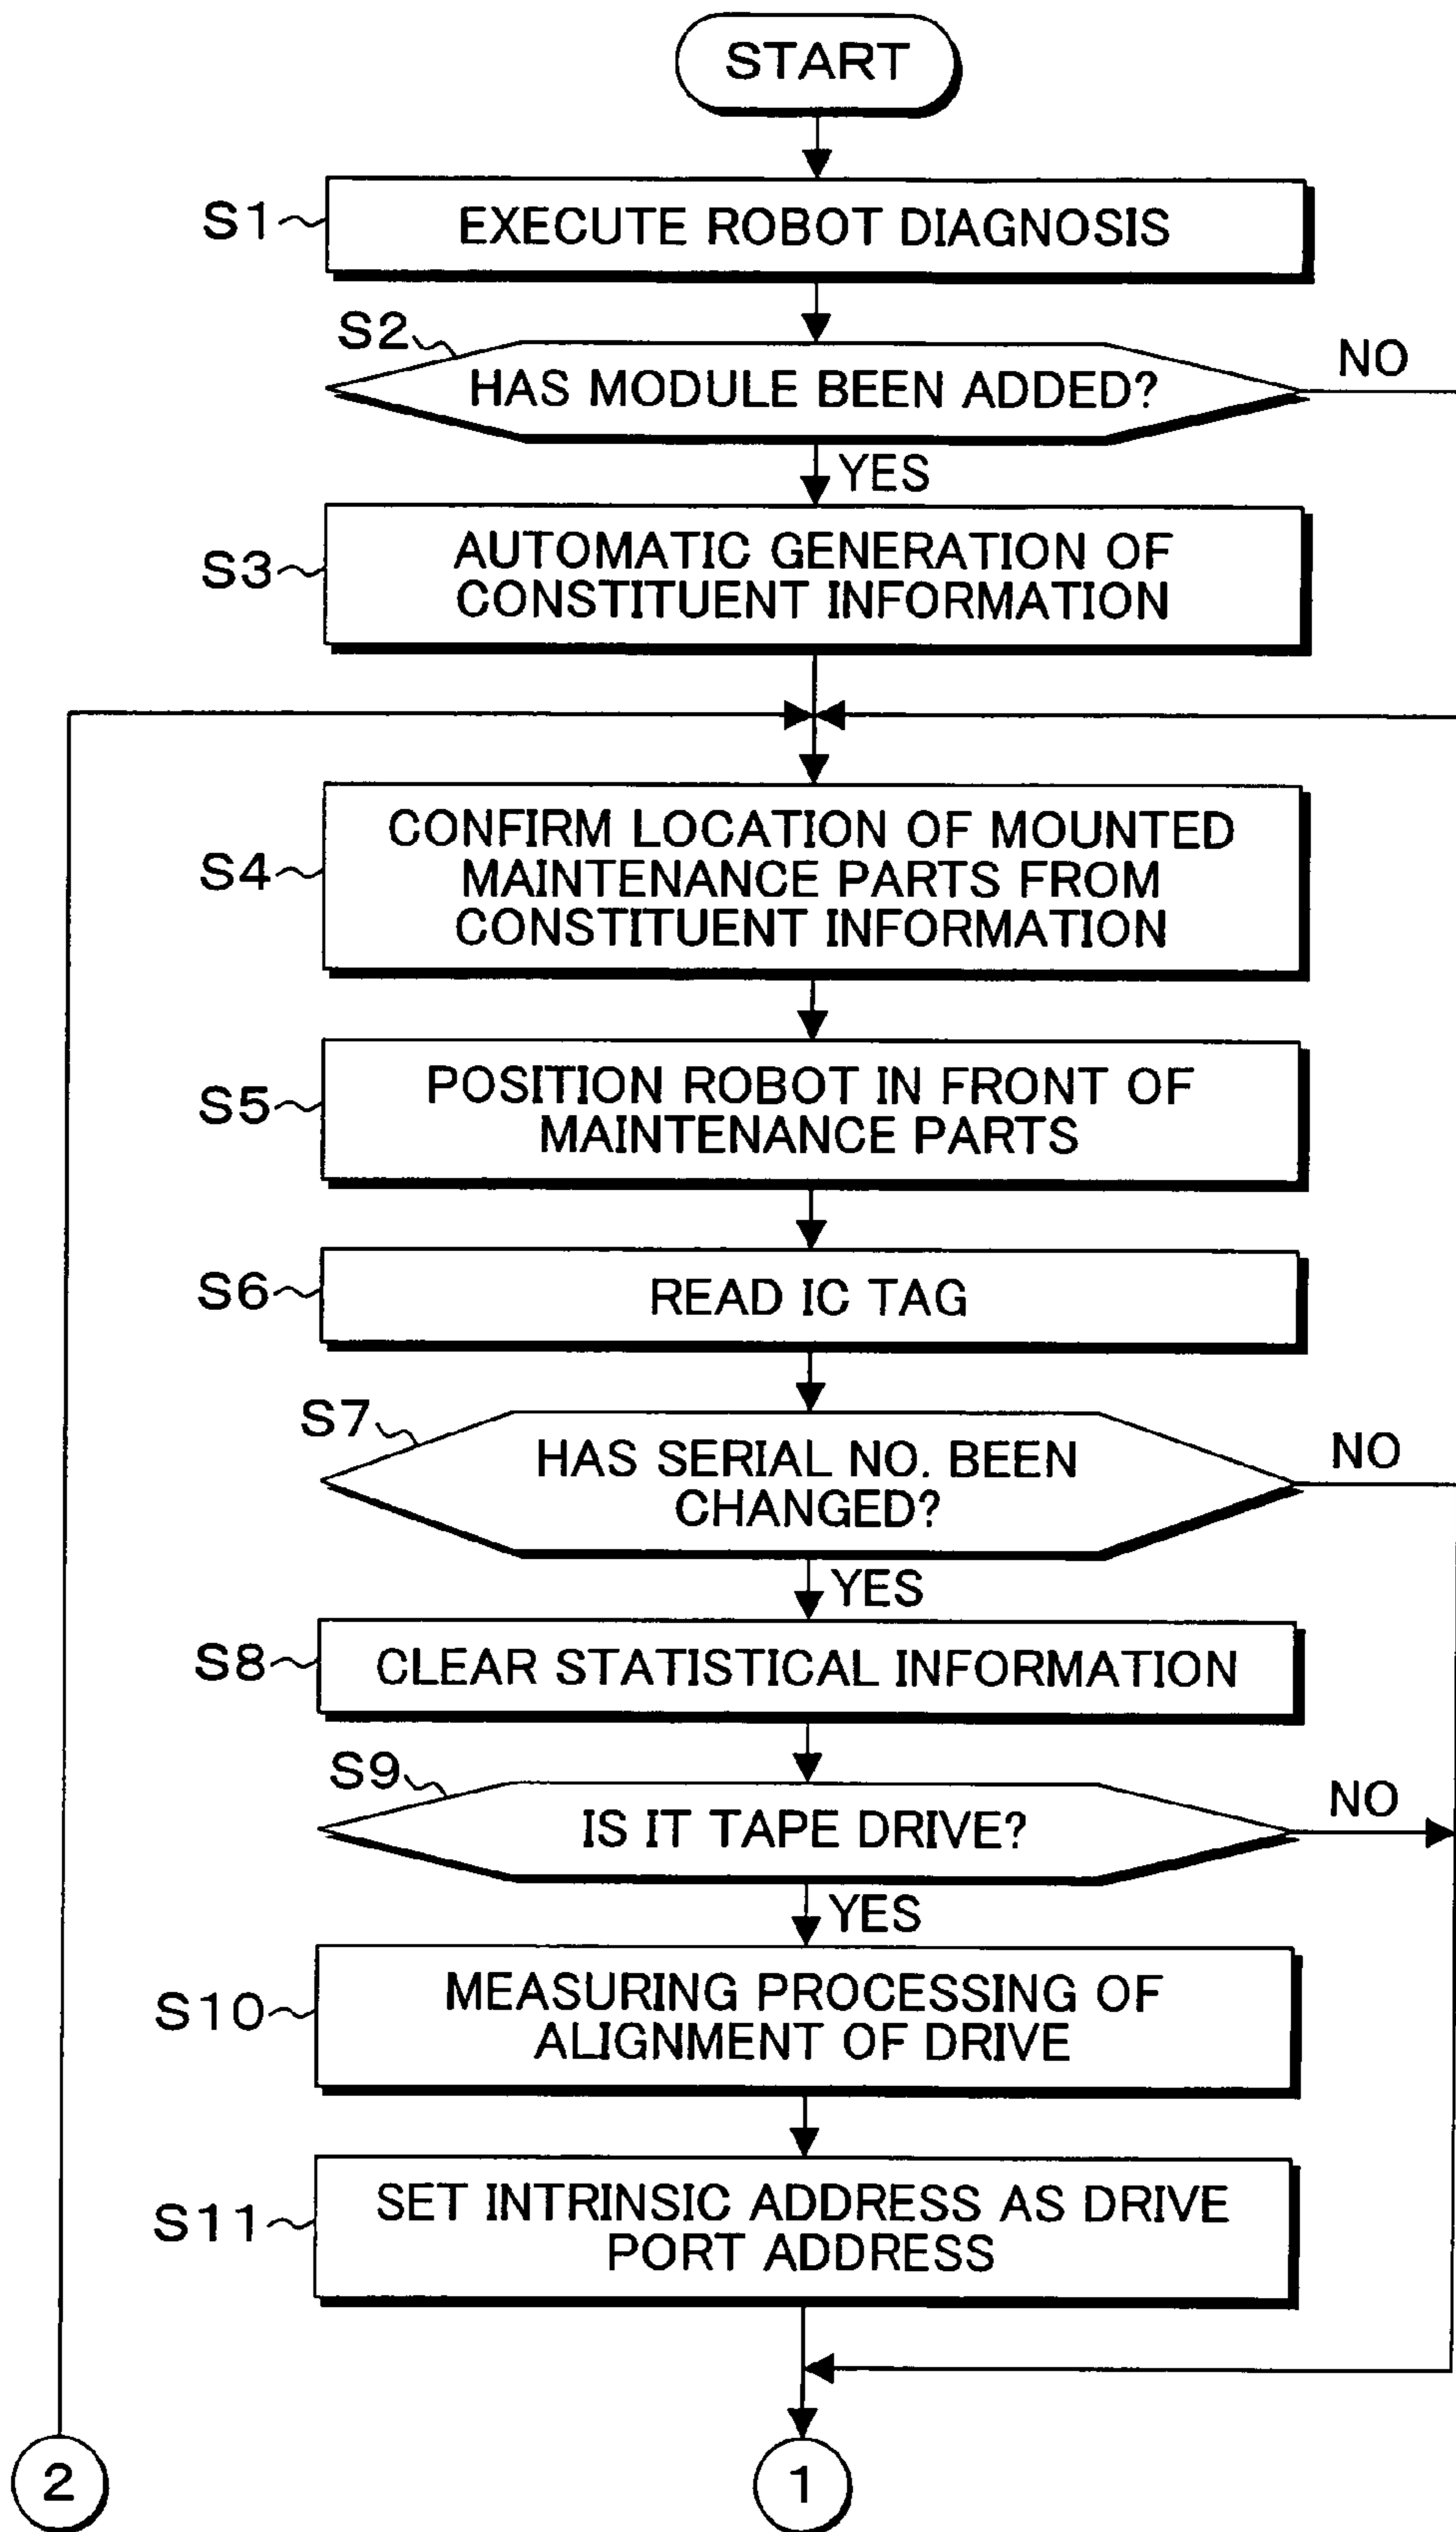 START
S1
EXECUTE ROBOT DIAGNOSIS
S2
HAS MODULE BEEN ADDED?
NO
YES
S3
AUTOMATIC GENERATION OF
CONSTITUENT INFORMATION
S4
CONFIRM LOCATION OF MOUNTED
MAINTENANCE PARTS FROM
CONSTITUENT INFORMATION
S5
POSITION ROBOT IN FRONT OF
MAINTENANCE PARTS
S6
READ IC TAG
S7
HAS SERIAL NO. BEEN
CHANGED?
NO
YES
S8
CLEAR STATISTICAL INFORMATION
S9
IS IT TAPE DRIVE?
NO
YES
S10
MEASURING PROCESSING OF
ALIGNMENT OF DRIVE
S11
SET INTRINSIC ADDRESS AS DRIVE
PORT ADDRESS
2
1